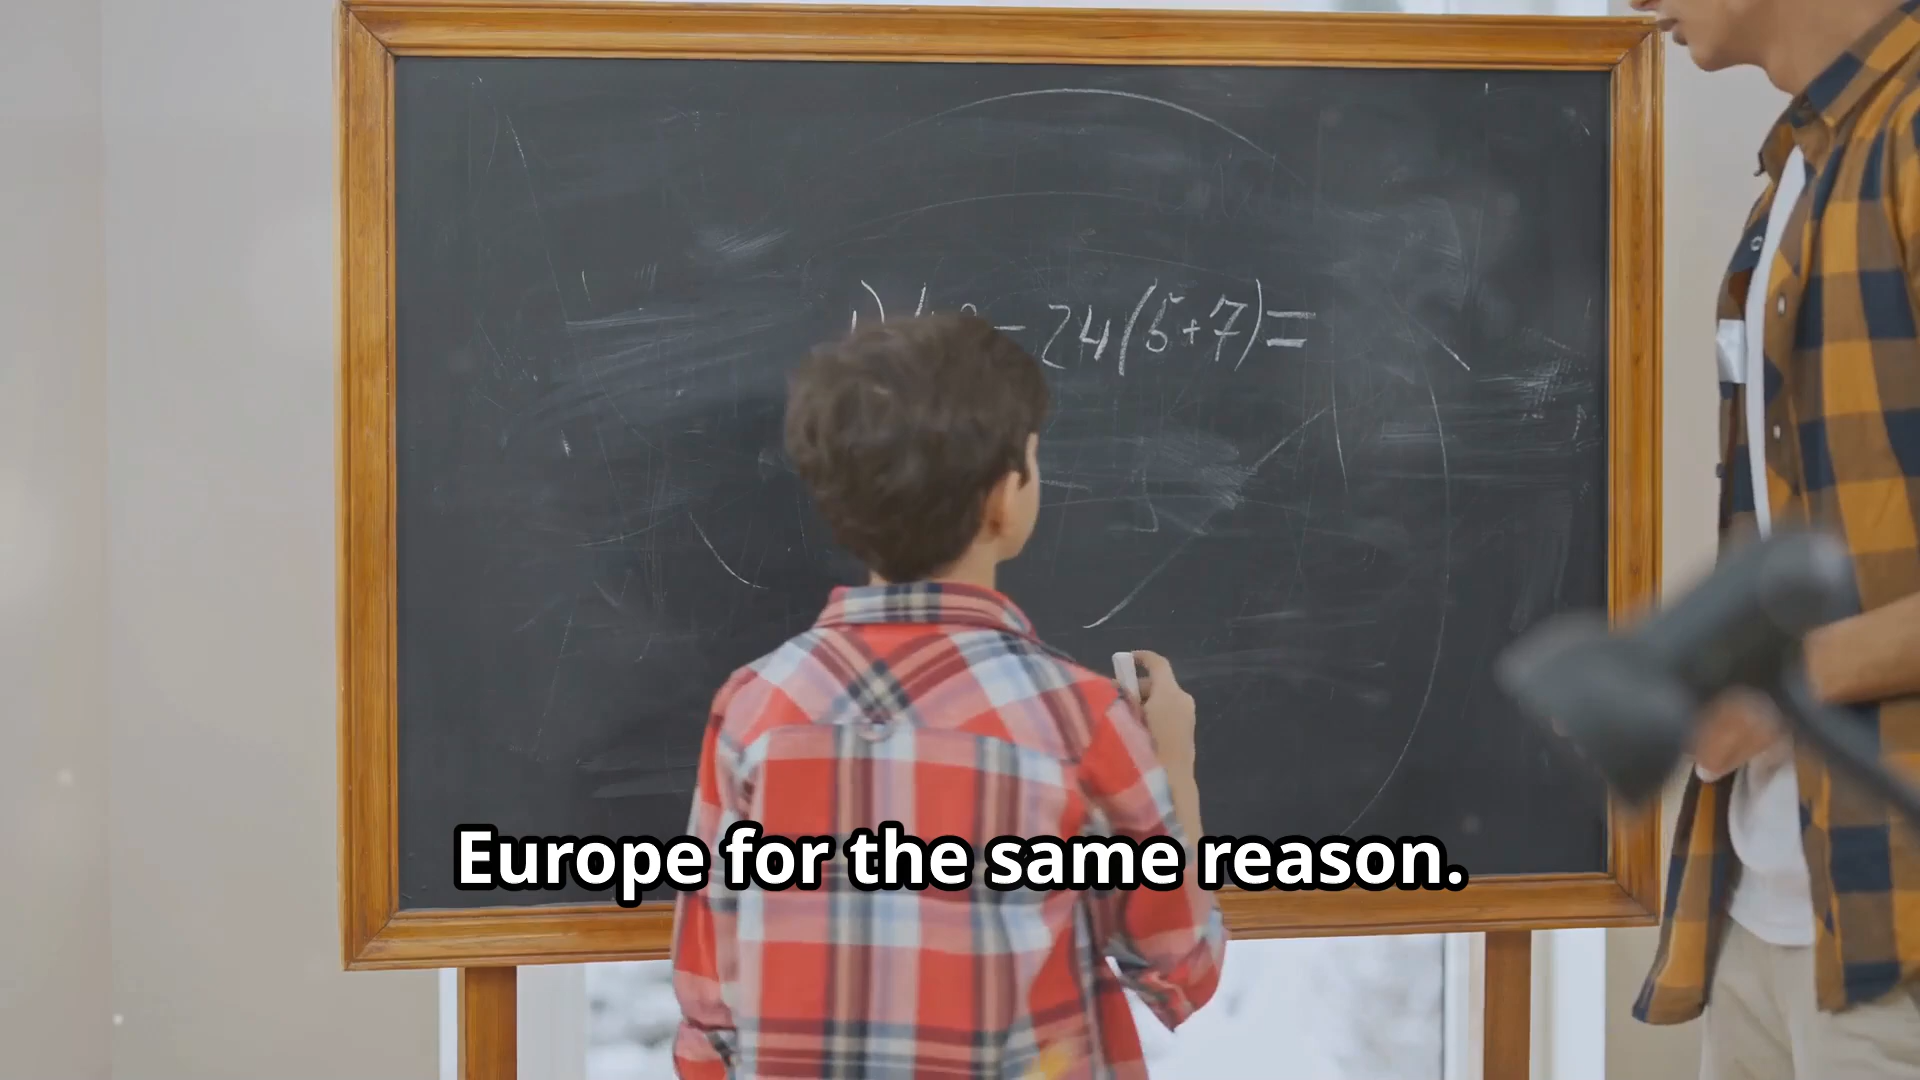 - 24(5+7)=
Europe for the same reason.